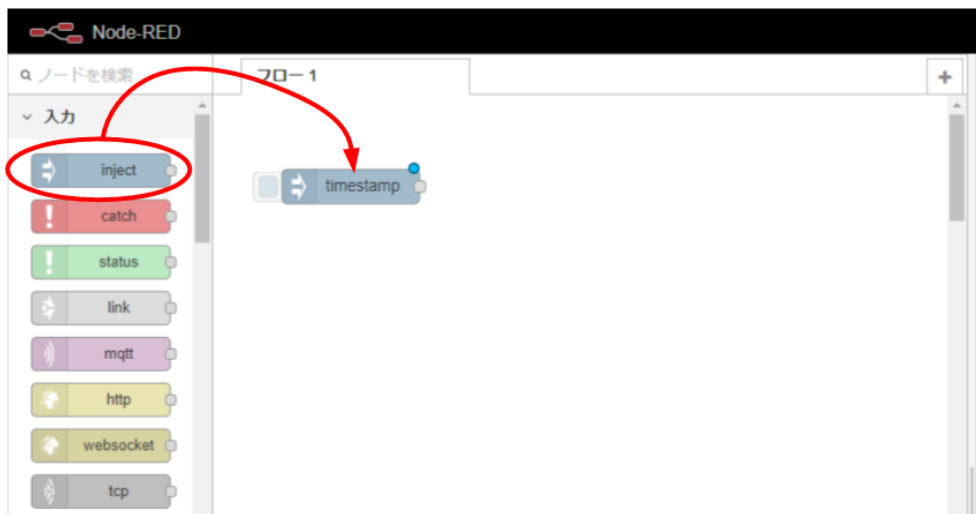 Node-RED
ノードを検索
フロー 1
入力
inject
timestamp
catch
status
link
mqtt
http
websocket
tcp